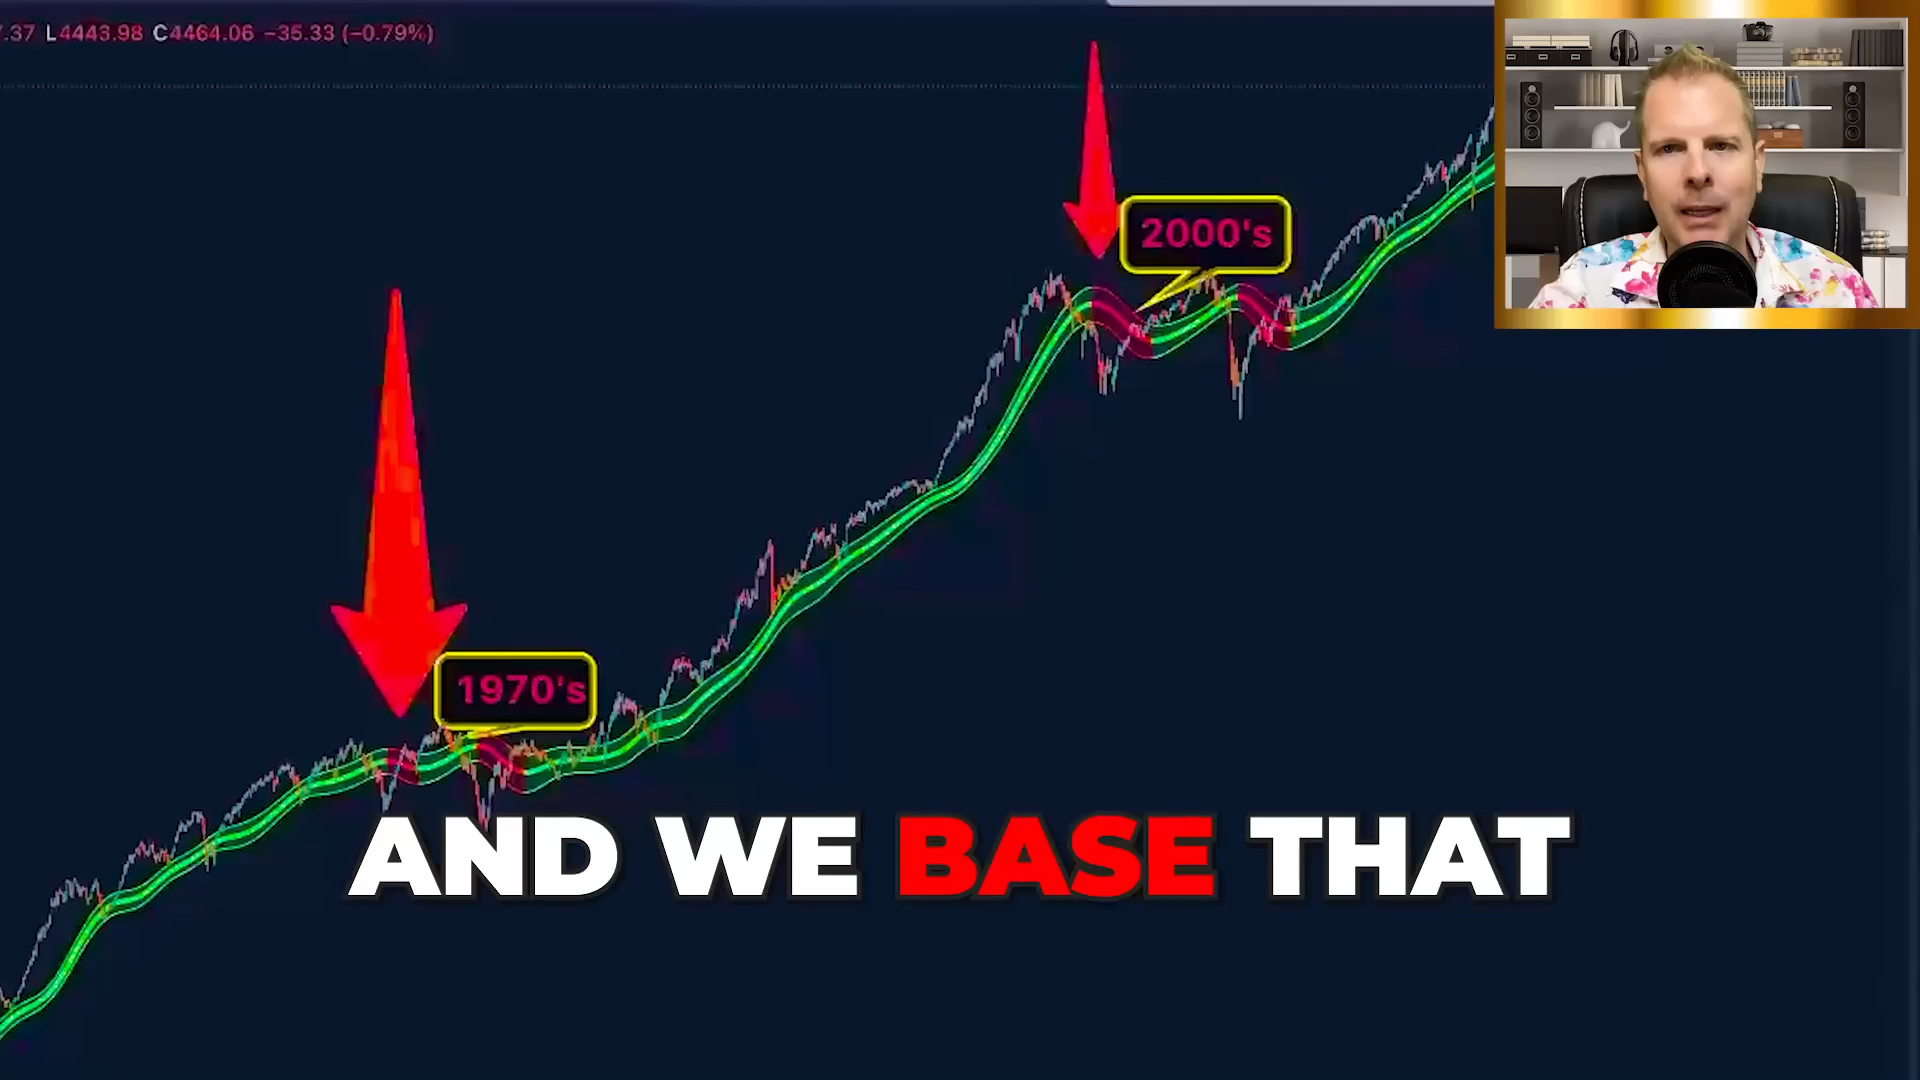 .37 L4443.98 C4464.06 −35.33 (−0.79%)
2000's
1970's
AND WE BASE THAT